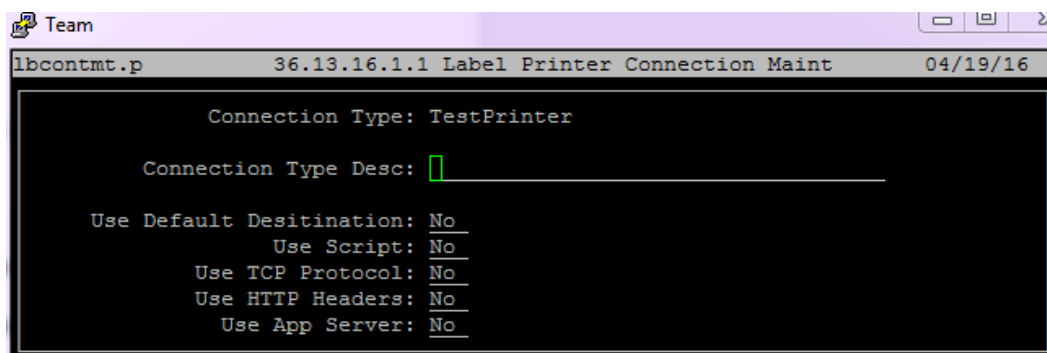 Team
lbcontmt.p 36.13.16.1.1 Label Printer Connection Maint 04/19/16
Connection Type: TestPrinter
Connection Type Desc:
Use Default Desitination: No
Use Script: No
Use TCP Protocol: No
Use HTTP Headers: No
Use App Server: No